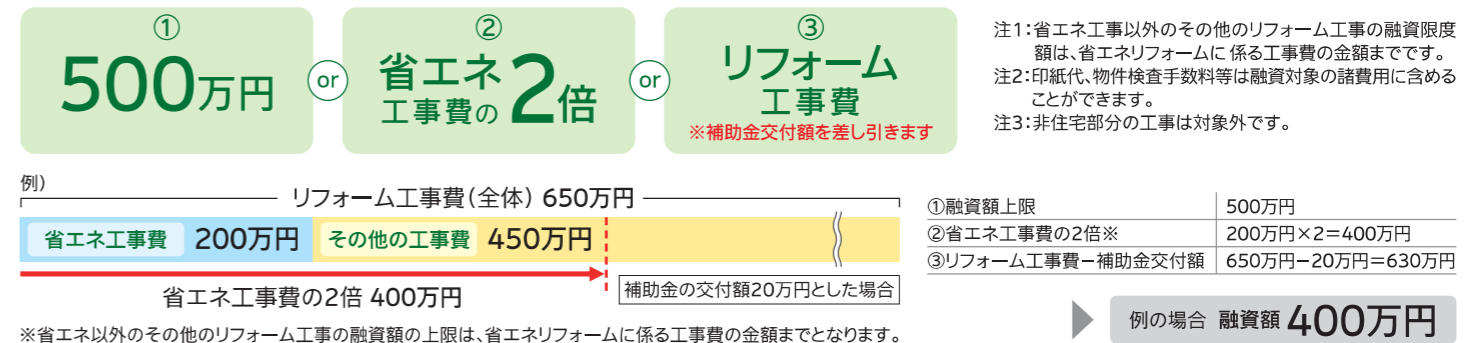 ①
500万円
or
②
省エネ
工事費の2倍
or
③
リフォーム
工事費
※補助金交付額を差し引きます
注1:省エネ工事以外のその他のリフォーム工事の融資限度
額は、省エネリフォームに係る工事費の金額までです。
注2:印紙代、物件検査手数料等は融資対象の諸費用に含める
ことができます。
注3:非住宅部分の工事は対象外です。
例)
リフォーム工事費(全体) 650万円
省エネ工事費 200万円 その他の工事費 450万円
省エネ工事費の2倍 400万円
補助金の交付額20万円とした場合
※省エネ以外のその他のリフォーム工事の融資額の上限は、省エネリフォームに係る工事費の金額までとなります。
①融資額上限 500万円
②省エネ工事費の2倍※ 200万円×2=400万円
③リフォーム工事費-補助金交付額 650万円-20万円=630万円
例の場合 融資額 400万円